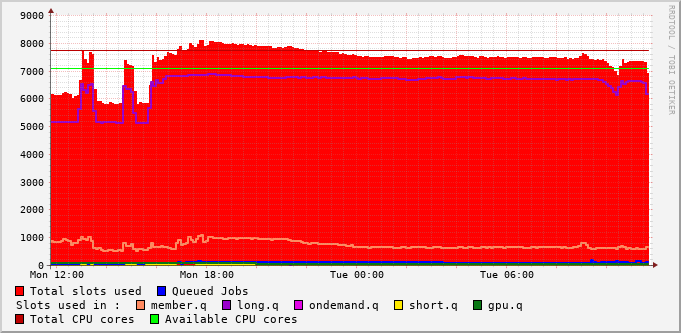 9000
8000
7000
6000
5000
4000
3000
2000
1000
0
Mon 12:00 Mon 18:00 Tue 00:00 Tue 06:00
Total slots used Queued Jobs
Slots used in : member.q long.q ondemand.q short.q gpu.q
Total CPU cores Available CPU cores
RRDTOOL / TOBI OETIKER